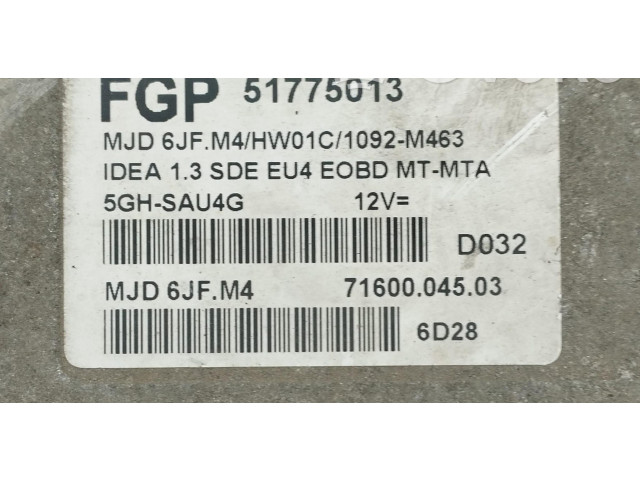 FGP 51775013
MJD 6JF.M4/HW01C/1092-M463
IDEA 1.3 SDE EU4 EOBD MT-MTA
5GH-SAU4G 12V=
D032
MJD 6JF.M4 71600.045.03
6D28